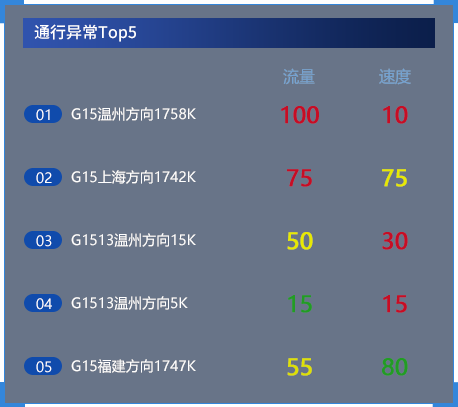 通行异常Top5
流量 速度
01 G15温州方向1758K 100 10
02 G15上海方向1742K 75 75
03 G1513温州方向15K 50 30
04 G1513温州方向5K 15 15
05 G15福建方向1747K 55 80